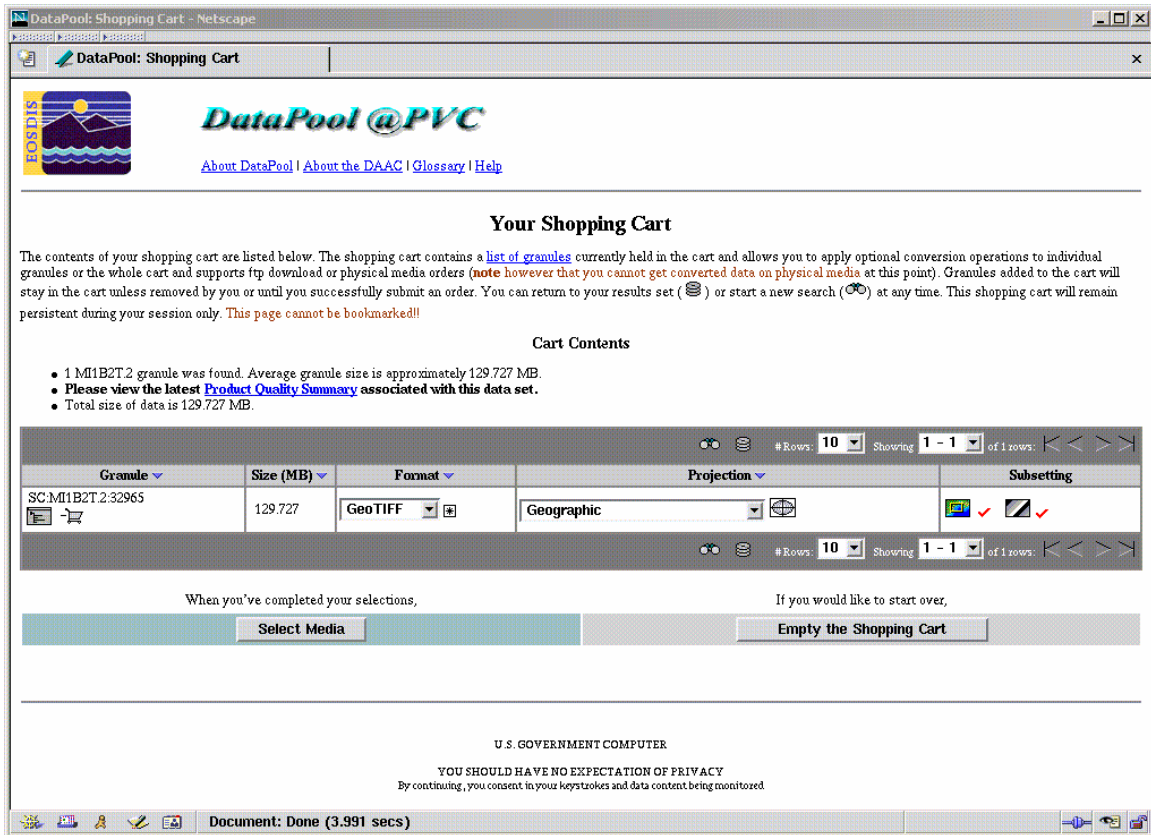 DataPool: Shopping Cart - Netscape
DataPool: Shopping Cart
EOSDIS
DataPool @PVC
About DataPool | About the DAAC | Glossary | Help
Your Shopping Cart
The contents of your shopping cart are listed below. The shopping cart contains a list of granules currently held in the cart and allows you to apply optional conversion operations to individual
granules or the whole cart and supports ftp download or physical media orders (note however that you cannot get converted data on physical media at this point). Granules added to the cart will
stay in the cart unless removed by you or until you successfully submit an order. You can return to your results set ( ) or start a new search ( ) at any time. This shopping cart will remain
persistent during your session only. This page cannot be bookmarked!!
Cart Contents
• 1 MI1B2T.2 granule was found. Average granule size is approximately 129.727 MB.
• Please view the latest Product Quality Summary associated with this data set.
• Total size of data is 129.727 MB.
# Rows: 10 Showing 1 - 1 of 1 rows:
Granule Size (MB) Format Projection Subsetting
SC:MI1B2T.2:32965 129.727 GeoTIFF Geographic
# Rows: 10 Showing 1 - 1 of 1 rows:
When you've completed your selections, If you would like to start over,
Select Media Empty the Shopping Cart
U.S. GOVERNMENT COMPUTER
YOU SHOULD HAVE NO EXPECTATION OF PRIVACY
By continuing, you consent in your keystrokes and data content being monitored
Document: Done (3.991 secs)